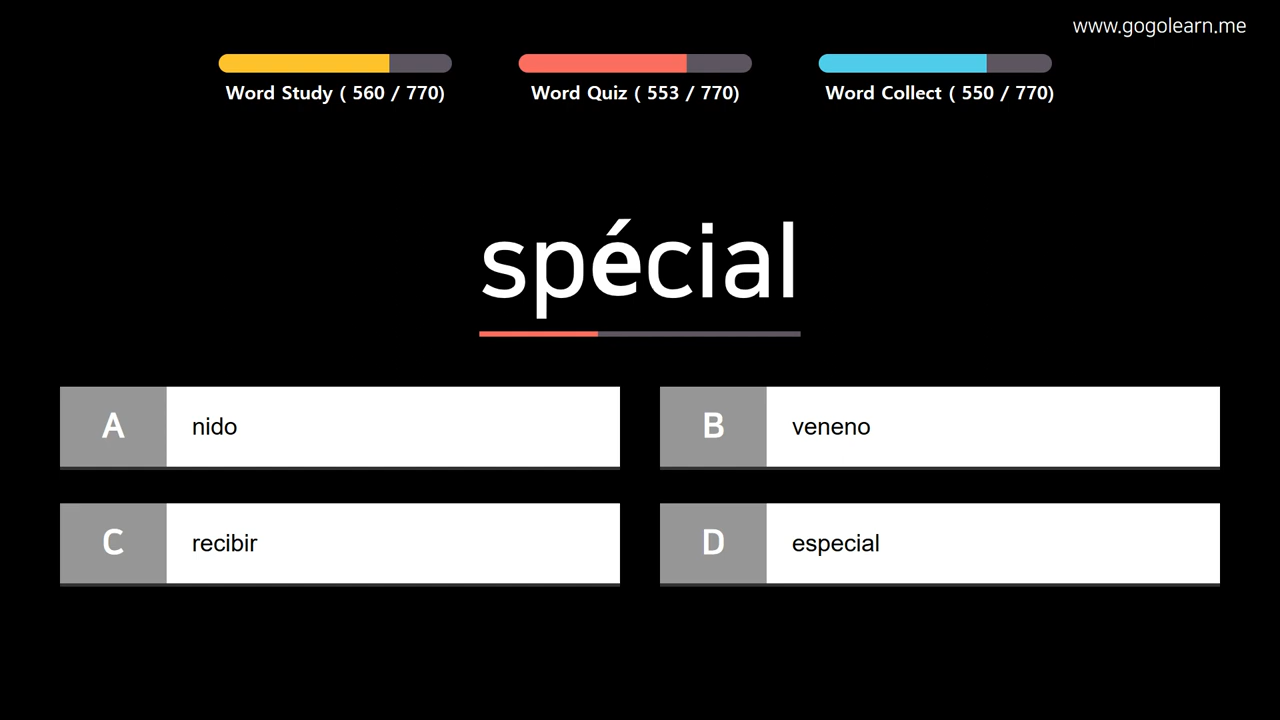 www.gogolearn.me
Word Study ( 560 / 770)
Word Quiz ( 553 / 770)
Word Collect ( 550 / 770)
spécial
A nido
B veneno
C recibir
D especial